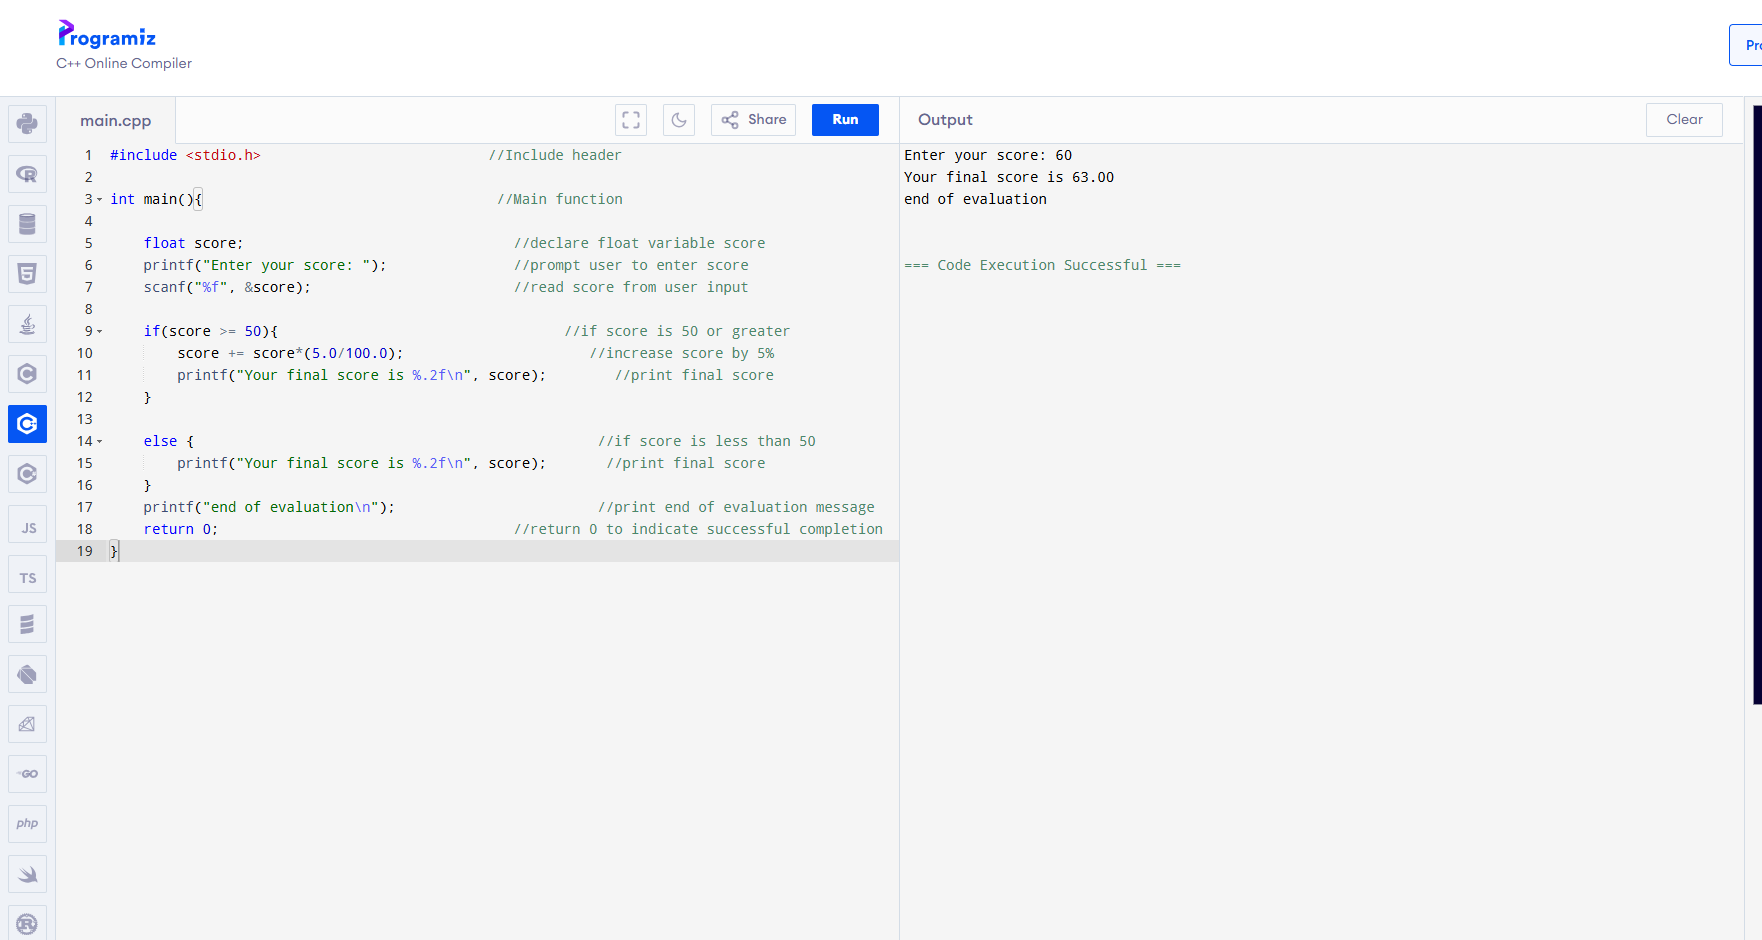 Programiz
C++ Online Compiler
Pro
main.cpp
Share
Run
Output
Clear
1 #include <stdio.h> //Include header
2
3 int main(){ //Main function
4
5 float score; //declare float variable score
6 printf("Enter your score: "); //prompt user to enter score
7 scanf("%f", &score); //read score from user input
8
9 if(score >= 50){ //if score is 50 or greater
10 score += score*(5.0/100.0); //increase score by 5%
11 printf("Your final score is %.2f\n", score); //print final score
12 }
13
14 else { //if score is less than 50
15 printf("Your final score is %.2f\n", score); //print final score
16 }
17 printf("end of evaluation\n"); //print end of evaluation message
18 return 0; //return 0 to indicate successful completion
19 }
Enter your score: 60
Your final score is 63.00
end of evaluation
=== Code Execution Successful ===
R
5
C
C
C
JS
TS
GO
php
R